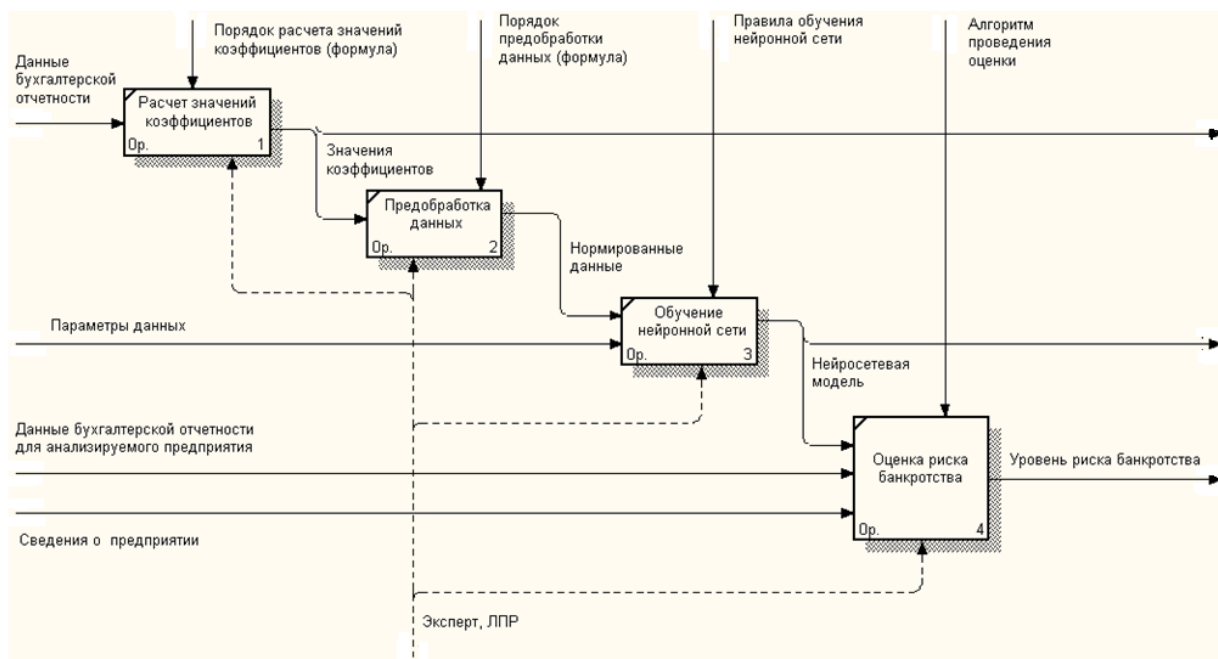 Порядок расчета значений
коэффициентов (формула)
Порядок
предобработки
данных (формула)
Правила обучения
нейронной сети
Алгоритм
проведения
оценки
Данные
бухгалтерской
отчетности
Расчет значений
коэффициентов
0р. 1
Значения
коэффициентов
Предобработка
данных
0р. 2
Нормированные
данные
Параметры данных
Обучение
нейронной сети
0р. 3
Нейросетевая
модель
Данные бухгалтерской отчетности
для анализируемого предприятия
Оценка риска
банкротства
0р. 4
Уровень риска банкротства
Сведения о предприятии
Эксперт, ЛПР